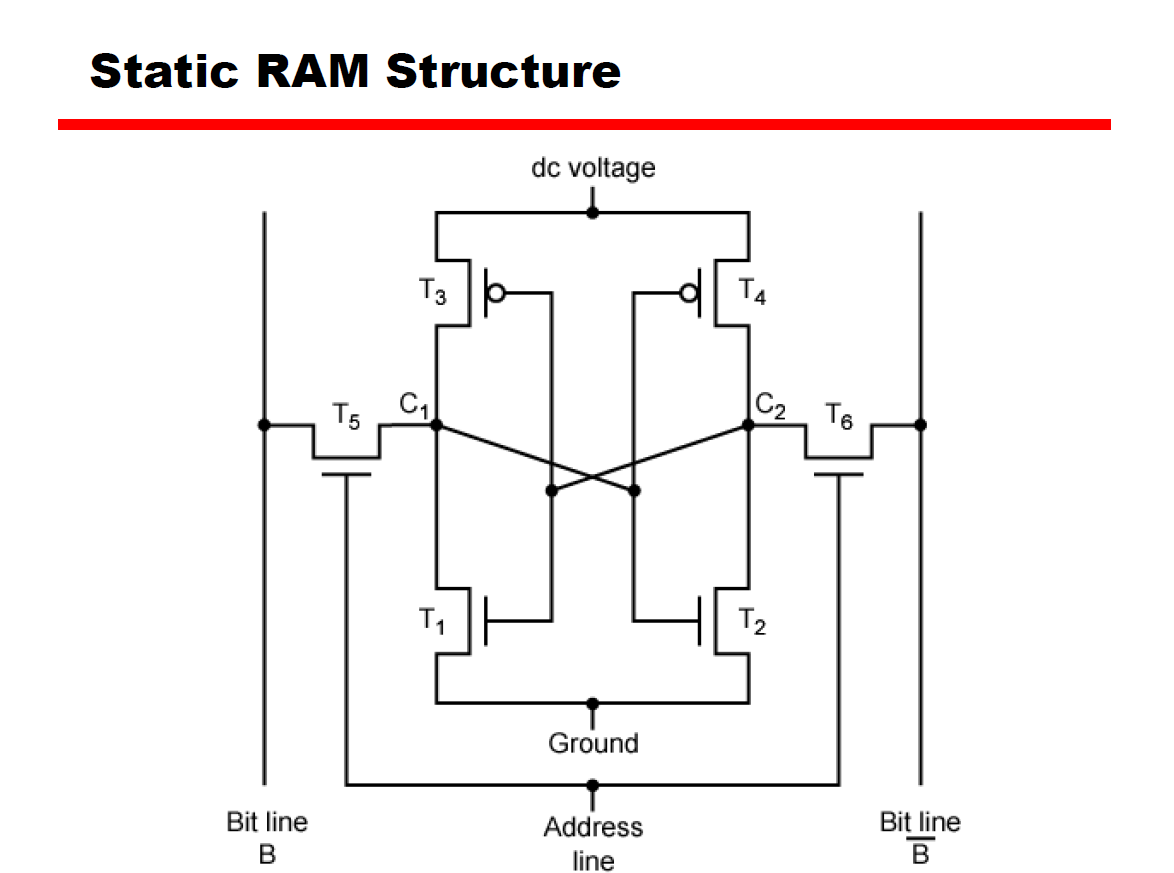 Static RAM Structure
dc voltage
T3
T4
T5
C1
C2
T6
T1
T2
Ground
Bit line
B
Address
line
Bit line
B̅